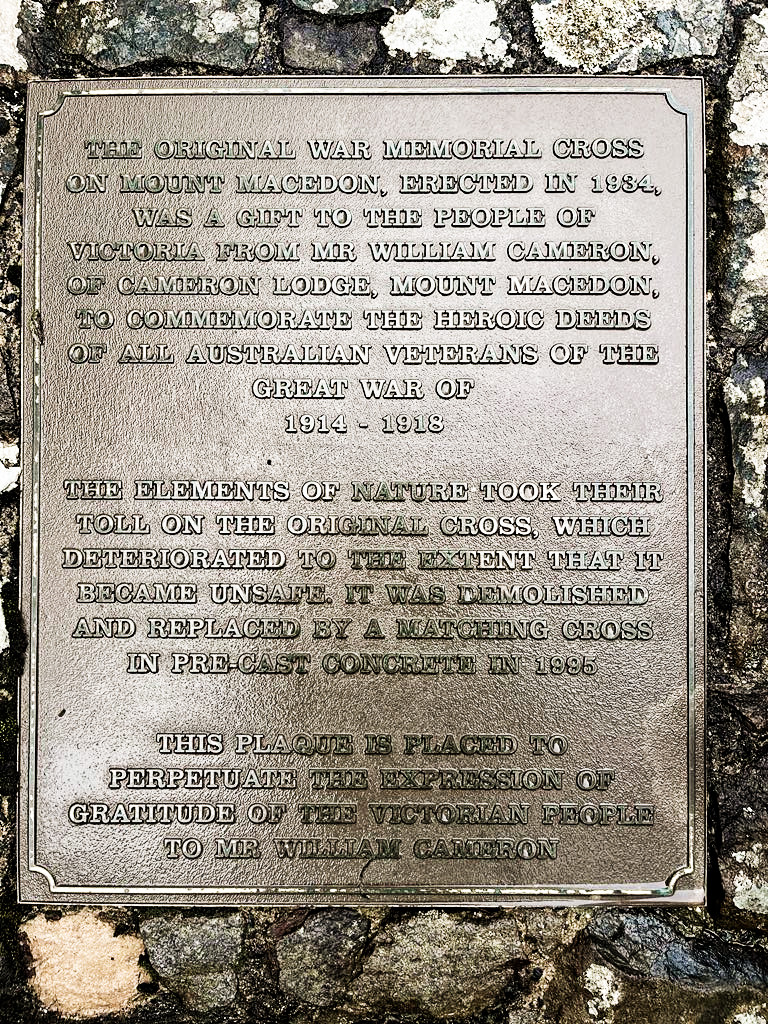 THE ORIGINAL WAR MEMORIAL CROSS
ON MOUNT MACEDON, ERECTED IN 1934,
WAS A GIFT TO THE PEOPLE OF
VICTORIA FROM MR WILLIAM CAMERON,
OF CAMERON LODGE, MOUNT MACEDON,
TO COMMEMORATE THE HEROIC DEEDS
OF ALL AUSTRALIAN VETERANS OF THE
GREAT WAR OF
1914 - 1918
THE ELEMENTS OF NATURE TOOK THEIR
TOLL ON THE ORIGINAL CROSS, WHICH
DETERIORATED TO THE EXTENT THAT IT
BECAME UNSAFE. IT WAS DEMOLISHED
AND REPLACED BY A MATCHING CROSS
IN PRE-CAST CONCRETE IN 1995
THIS PLAQUE IS PLACED TO
PERPETUATE THE EXPRESSION OF
GRATITUDE OF THE VICTORIAN PEOPLE
TO MR WILLIAM CAMERON